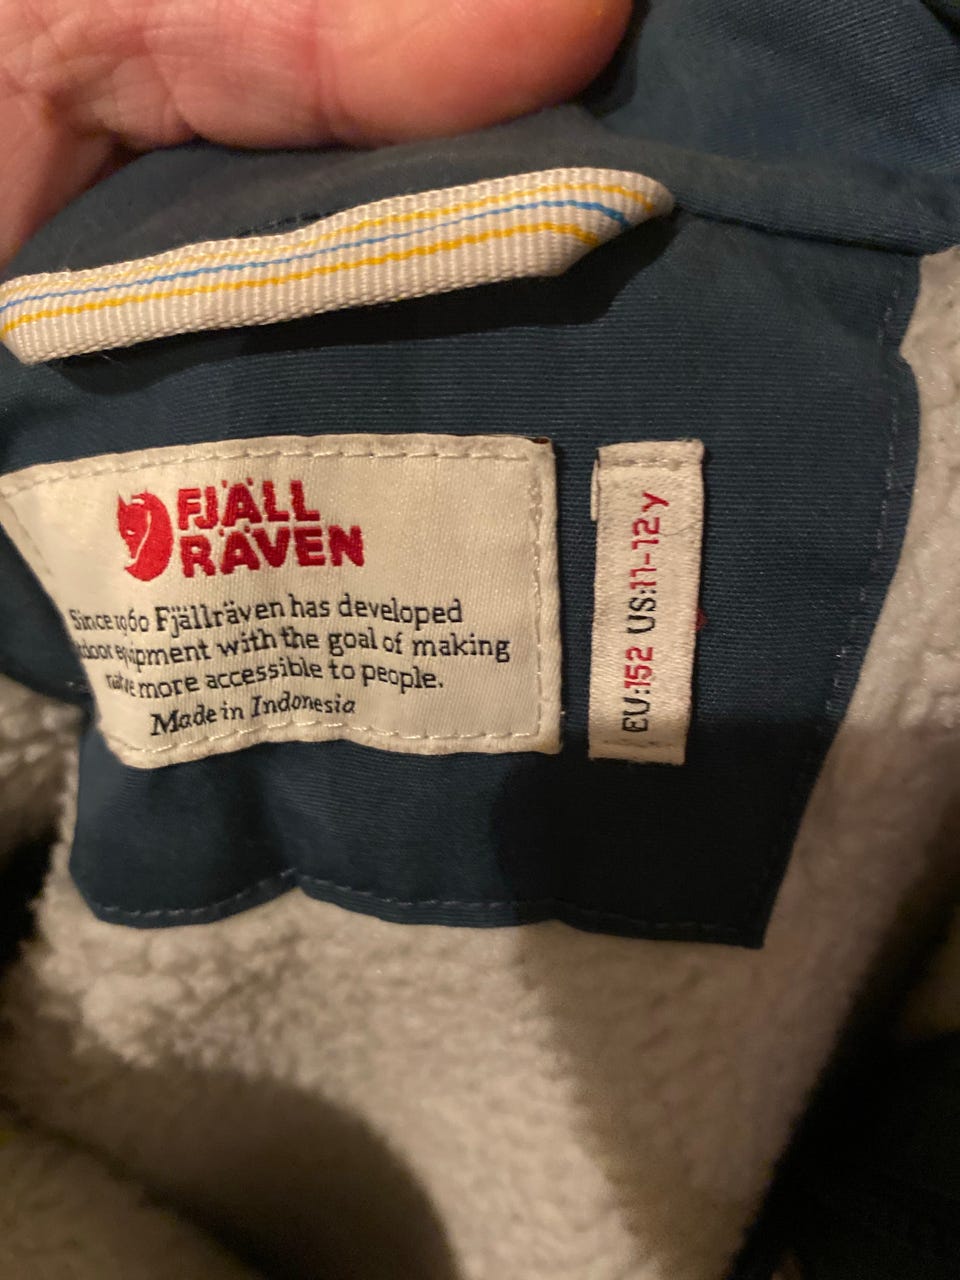 FJÄLL
RÄVEN
Since 1960 Fjällräven has developed
equipment with the goal of making
more accessible to people.
Made in Indonesia
EU:152 US:11-12y